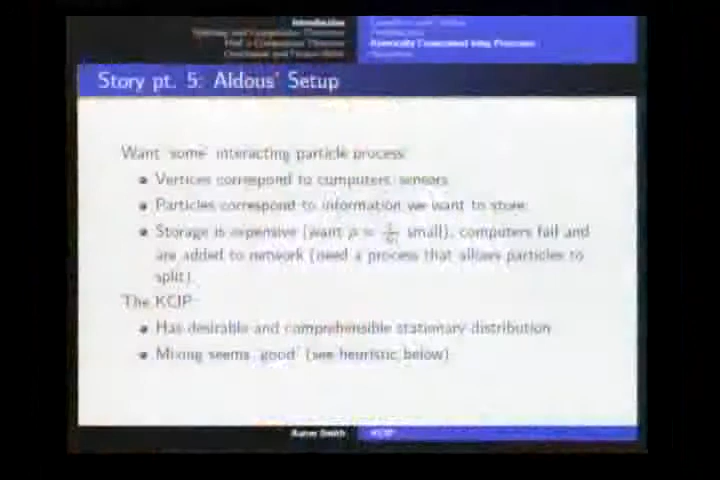 Introduction
Kinetically Constrained Ising Processes
Story pt. 5: Aldous' Setup
Want 'some' interacting particle process
Vertices correspond to computers, sensors
Particles correspond to information we want to store
Storage is expensive (want p = small), computers fail and
are added to network (need a process that allows particles to
split).
The KCIP
Has desirable and comprehensible stationary distribution
Mixing seems 'good' (see heuristic below)
Aaron Smith
KCIP